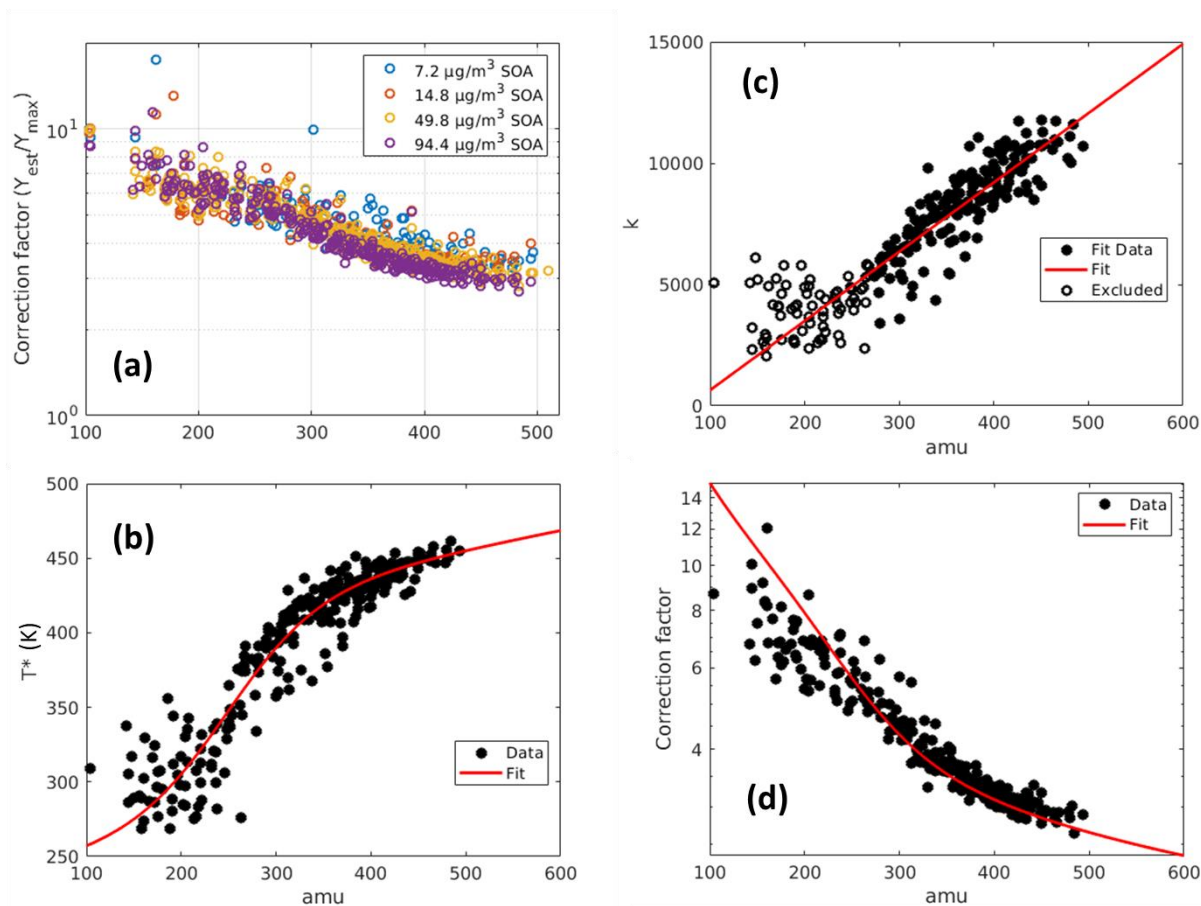 Correction factor (Y_est/Y_max)
10^1
10^0
7.2 µg/m³ SOA
14.8 µg/m³ SOA
49.8 µg/m³ SOA
94.4 µg/m³ SOA
(a)
100 200 300 400 500
k
15000
10000
5000
0
(c)
Fit Data
Fit
Excluded
100 200 300 400 500 600
amu
T* (K)
500
450
400
350
300
250
(b)
Data
Fit
100 200 300 400 500 600
amu
Correction factor
14
12
10
8
6
4
(d)
Data
Fit
100 200 300 400 500 600
amu